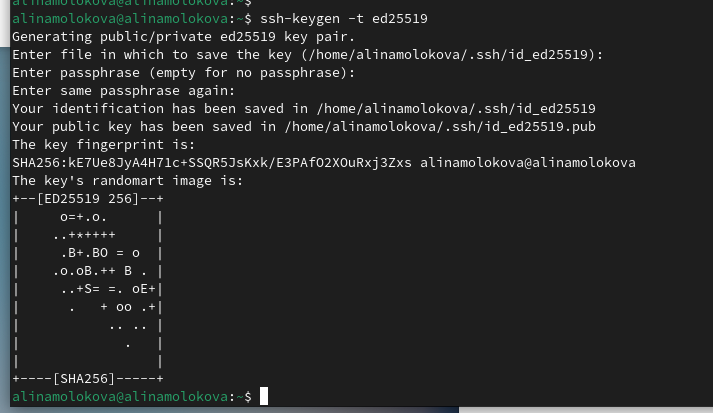 alinamolokova@alinamolokova:~$
alinamolokova@alinamolokova:~$ ssh-keygen -t ed25519
Generating public/private ed25519 key pair.
Enter file in which to save the key (/home/alinamolokova/.ssh/id_ed25519):
Enter passphrase (empty for no passphrase):
Enter same passphrase again:
Your identification has been saved in /home/alinamolokova/.ssh/id_ed25519
Your public key has been saved in /home/alinamolokova/.ssh/id_ed25519.pub
The key fingerprint is:
SHA256:kE7Ue8JyA4H71c+SSQR5JsKxk/E3PAfO2XOuRxj3Zxs alinamolokova@alinamolokova
The key's randomart image is:
+--[ED25519 256]--+
|     o=+.o.      |
|    ..+*++++     |
|     .B+.BO = o  |
|    .o.oB.++ B . |
|     ..+S= =. oE+|
|      .   + oo .+|
|           .. .. |
|             .   |
|                 |
+----[SHA256]-----+
alinamolokova@alinamolokova:~$